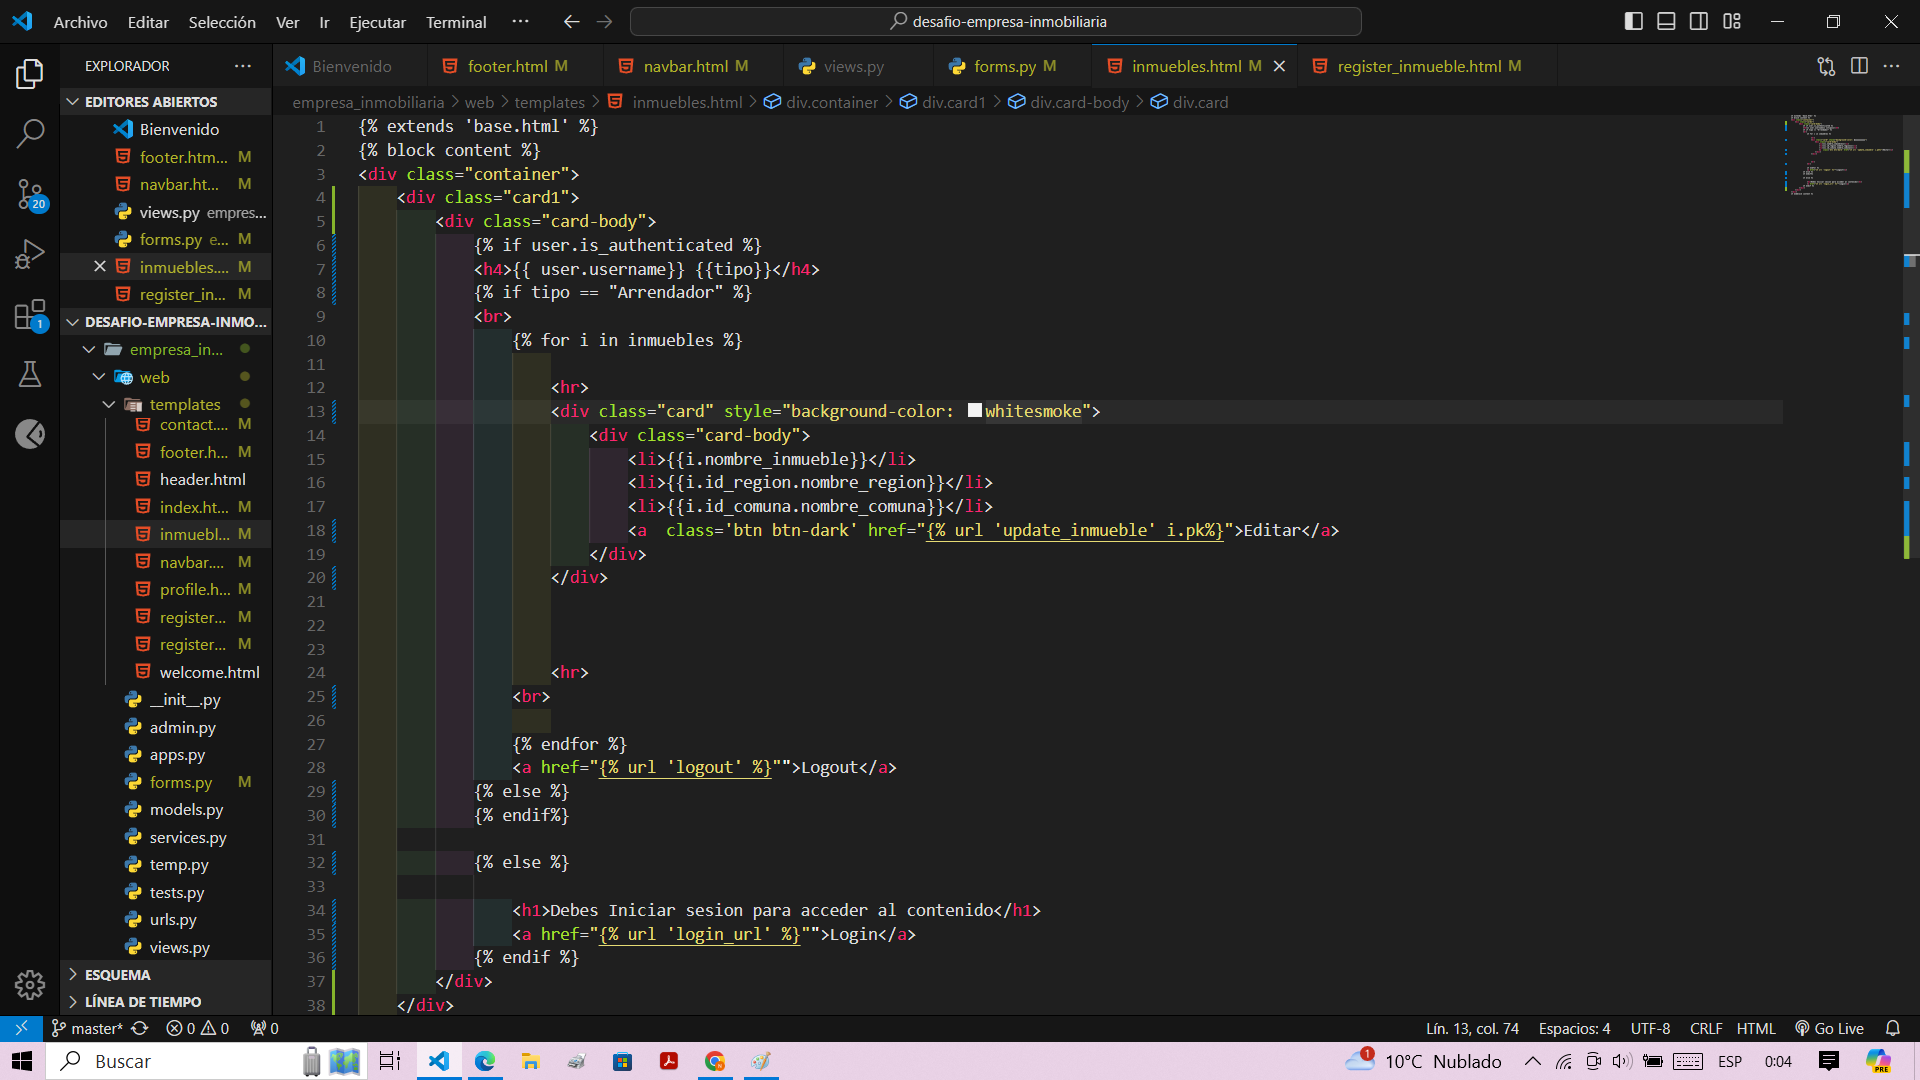 Archivo Editar Selección Ver Ir Ejecutar Terminal ··· desafio-empresa-inmobiliaria
EXPLORADOR ···
Bienvenido footer.html M navbar.html M views.py forms.py M inmuebles.html M register_inmueble.html M
empresa_inmobiliaria > web > templates > inmuebles.html > div.container > div.card1 > div.card-body > div.card
EDITORES ABIERTOS
Bienvenido
footer.htm... M
navbar.ht... M
views.py empres...
forms.py e... M
inmuebles.... M
register_in... M
DESAFIO-EMPRESA-INMO...
empresa_in...
web
templates
contact.... M
footer.h... M
header.html
index.ht... M
inmuebl... M
navbar.... M
profile.h... M
register... M
register... M
welcome.html
__init__.py
admin.py
apps.py
forms.py M
models.py
services.py
temp.py
tests.py
urls.py
views.py
ESQUEMA
LÍNEA DE TIEMPO
20
1
1 {% extends 'base.html' %}
2 {% block content %}
3 <div class="container">
4 <div class="card1">
5 <div class="card-body">
6 {% if user.is_authenticated %}
7 <h4>{{ user.username}} {{tipo}}</h4>
8 {% if tipo == "Arrendador" %}
9 <br>
10 {% for i in inmuebles %}
11
12 <hr>
13 <div class="card" style="background-color: whitesmoke">
14 <div class="card-body">
15 <li>{{i.nombre_inmueble}}</li>
16 <li>{{i.id_region.nombre_region}}</li>
17 <li>{{i.id_comuna.nombre_comuna}}</li>
18 <a  class='btn btn-dark' href="{% url 'update_inmueble' i.pk%}">Editar</a>
19 </div>
20 </div>
21
22
23
24 <hr>
25 <br>
26
27 {% endfor %}
28 <a href="{% url 'logout' %}"">Logout</a>
29 {% else %}
30 {% endif%}
31
32 {% else %}
33
34 <h1>Debes Iniciar sesion para acceder al contenido</h1>
35 <a href="{% url 'login_url' %}"">Login</a>
36 {% endif %}
37 </div>
38 </div>
master* 0 0 0 Lín. 13, col. 74 Espacios: 4 UTF-8 CRLF HTML Go Live
Buscar 1 10°C Nublado ESP 0:04 PRE